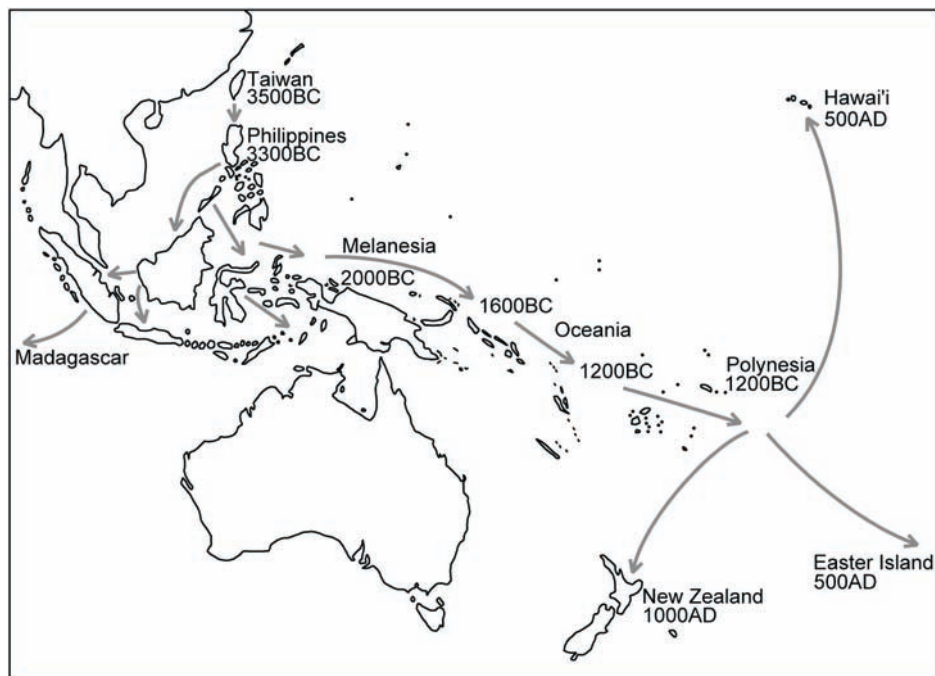 Taiwan
3500BC
Hawai'i
500AD
Philippines
3300BC
Melanesia
2000BC
1600BC
Oceania
Madagascar
1200BC
Polynesia
1200BC
Easter Island
500AD
New Zealand
1000AD